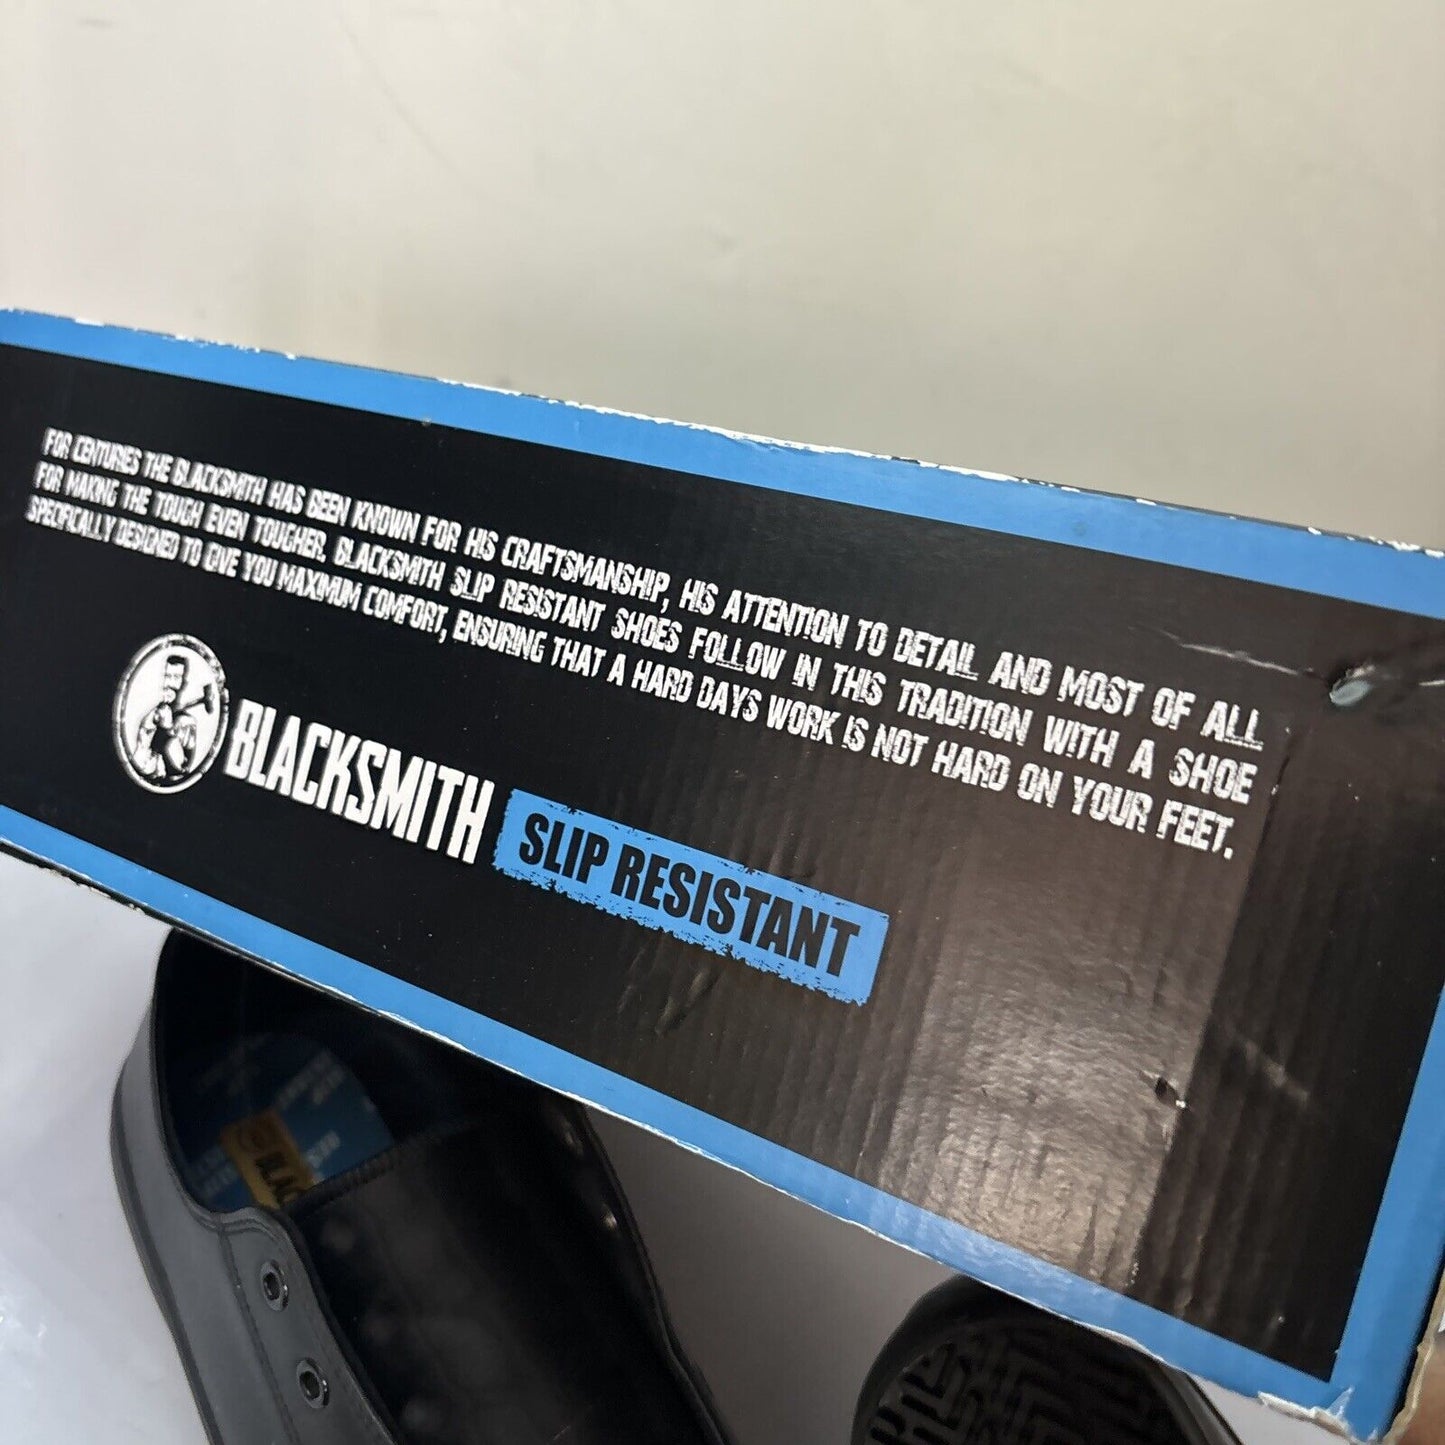 FOR CENTURIES THE BLACKSMITH HAS BEEN KNOWN FOR HIS CRAFTSMANSHIP, HIS ATTENTION TO DETAIL AND MOST OF ALL
FOR MAKING THE TOUGH EVEN TOUGHER. BLACKSMITH SLIP RESISTANT SHOES FOLLOW IN THIS TRADITION WITH A SHOE
SPECIFICALLY DESIGNED TO GIVE YOU MAXIMUM COMFORT, ENSURING THAT A HARD DAYS WORK IS NOT HARD ON YOUR FEET.
BLACKSMITH SLIP RESISTANT